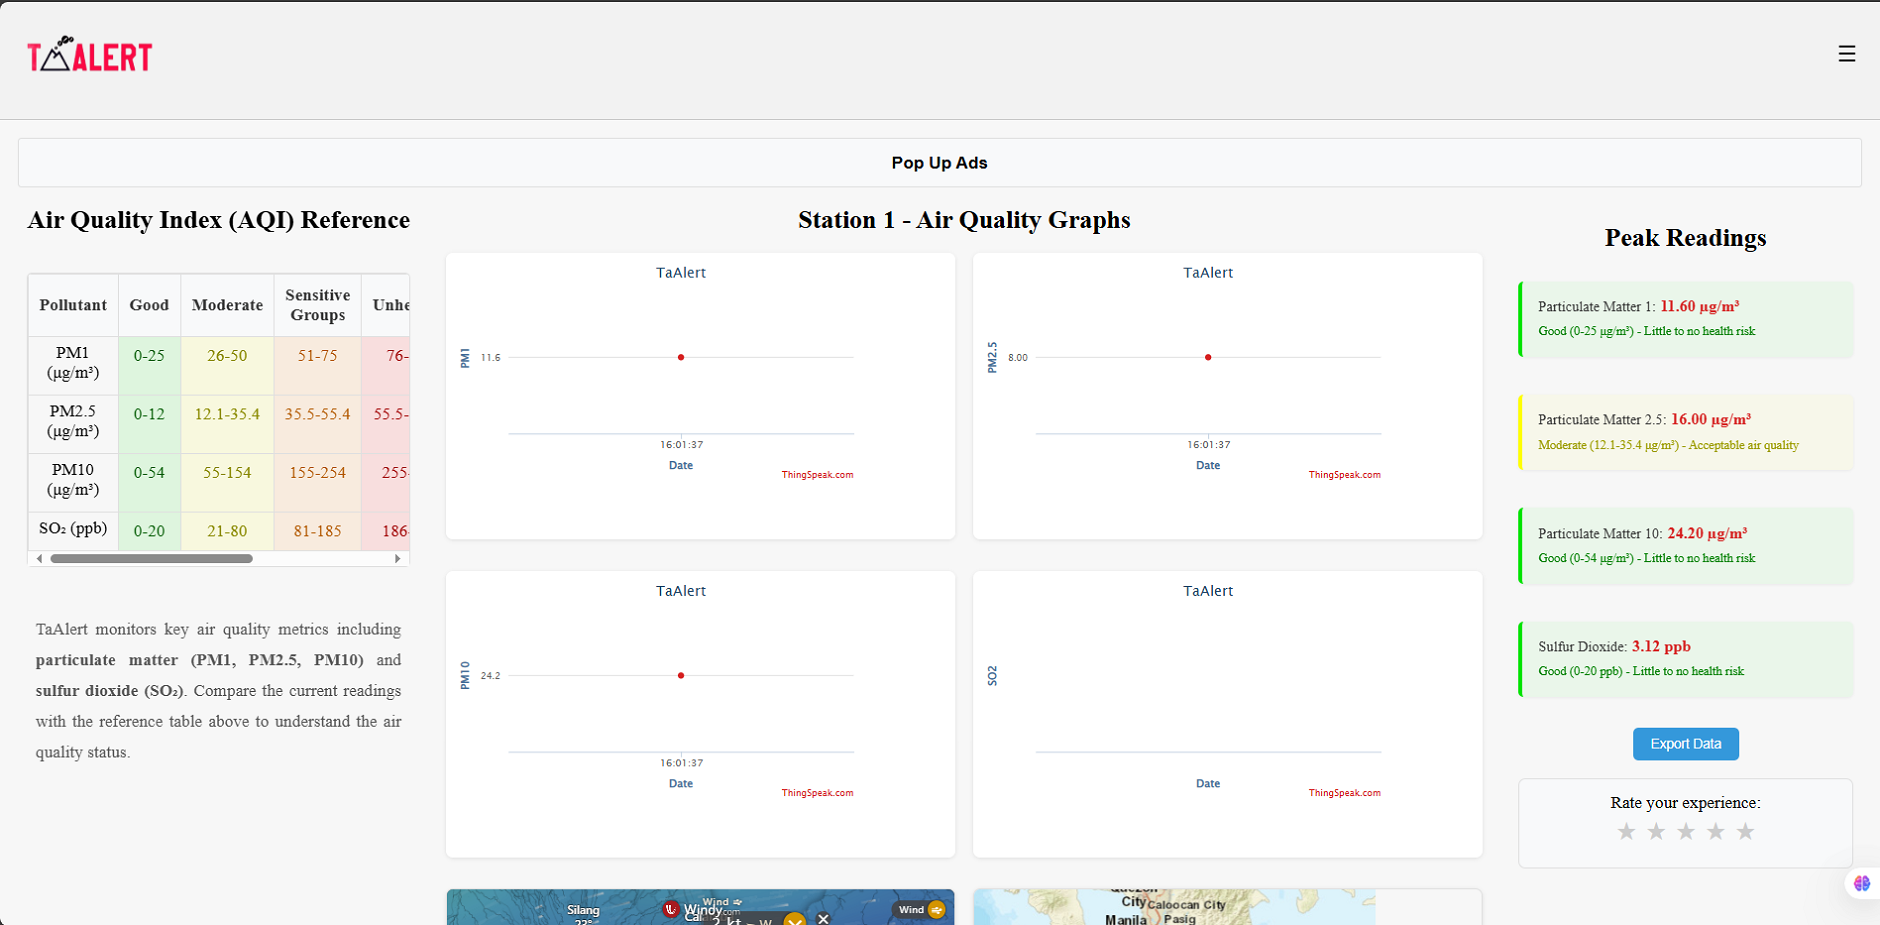 TAALERT
☰
Pop Up Ads
Air Quality Index (AQI) Reference
Pollutant Good Moderate Sensitive Groups Unhe
PM1 (µg/m³) 0-25 26-50 51-75 76-
PM2.5 (µg/m³) 0-12 12.1-35.4 35.5-55.4 55.5-
PM10 (µg/m³) 0-54 55-154 155-254 255-
SO₂ (ppb) 0-20 21-80 81-185 186-
TaAlert monitors key air quality metrics including
particulate matter (PM1, PM2.5, PM10) and
sulfur dioxide (SO₂). Compare the current readings
with the reference table above to understand the air
quality status.
Station 1 - Air Quality Graphs
TaAlert
PM1
11.6
16:01:37
Date
ThingSpeak.com
TaAlert
PM2.5
8.00
16:01:37
Date
ThingSpeak.com
TaAlert
PM10
24.2
16:01:37
Date
ThingSpeak.com
TaAlert
SO2
Date
ThingSpeak.com
Silang
Wind
Windy.com
Wind
City
Caloocan City
Manila
Pasig
Peak Readings
Particulate Matter 1: 11.60 µg/m³
Good (0-25 µg/m³) - Little to no health risk
Particulate Matter 2.5: 16.00 µg/m³
Moderate (12.1-35.4 µg/m³) - Acceptable air quality
Particulate Matter 10: 24.20 µg/m³
Good (0-54 µg/m³) - Little to no health risk
Sulfur Dioxide: 3.12 ppb
Good (0-20 ppb) - Little to no health risk
Export Data
Rate your experience:
★ ★ ★ ★ ★